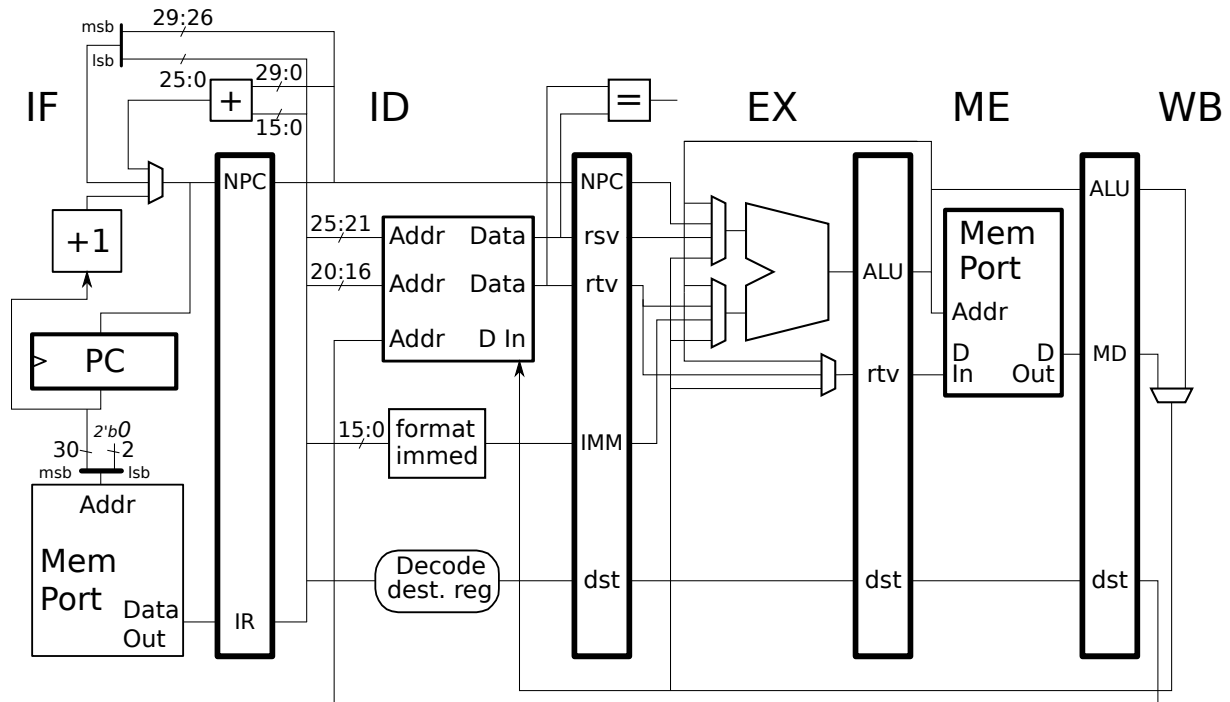 msb
29:26
lsb
25:0
29:0
+
15:0
=
IF
ID
EX
ME
WB
NPC
NPC
ALU
+1
25:21
Addr
Data
rsv
Mem
Port
20:16
Addr
Data
rtv
ALU
Addr
Addr
D In
PC
D
In
D
Out
MD
rtv
2'b0
30
2
msb
lsb
15:0
format
immed
IMM
Addr
Mem
Port
Data
Out
IR
Decode
dest. reg
dst
dst
dst